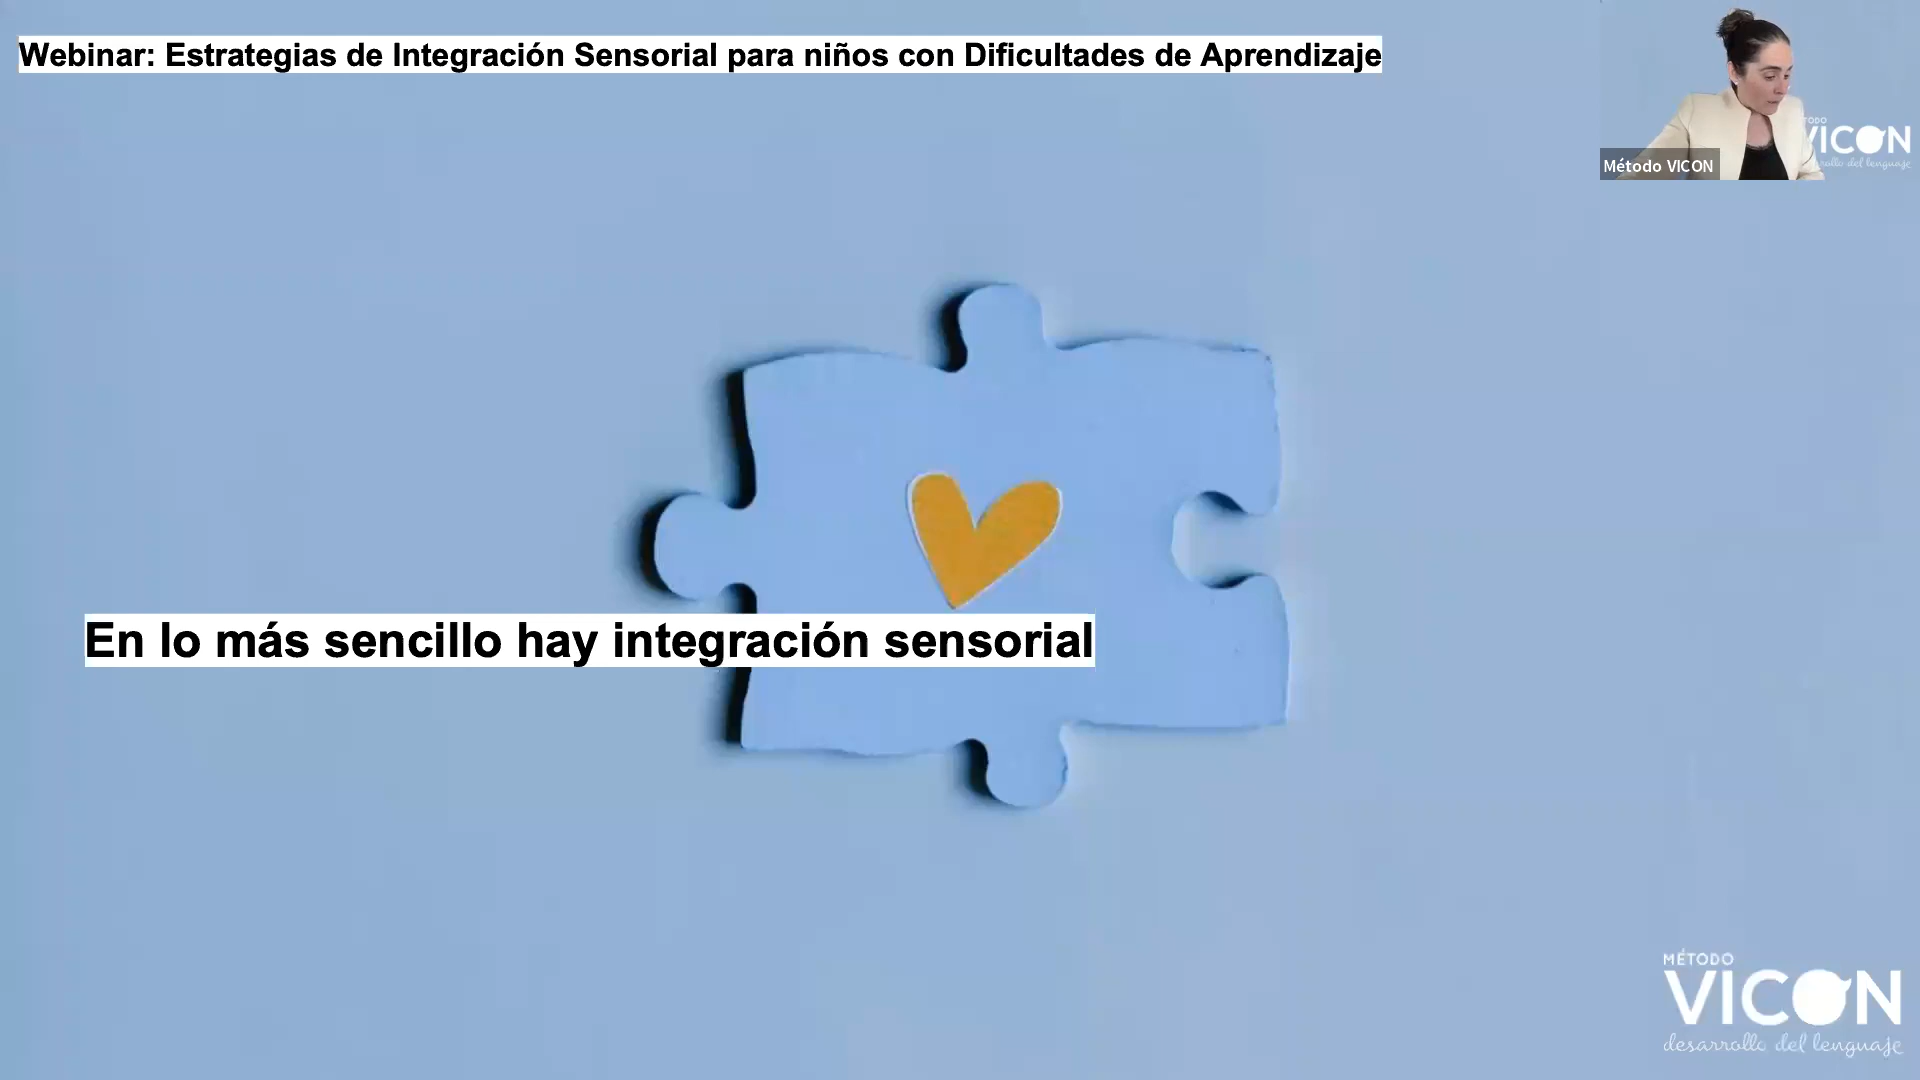 Webinar: Estrategias de Integración Sensorial para niños con Dificultades de Aprendizaje
VICON
Método VICON
En lo más sencillo hay integración sensorial
MÉTODO
VICON
desarrollo del lenguaje